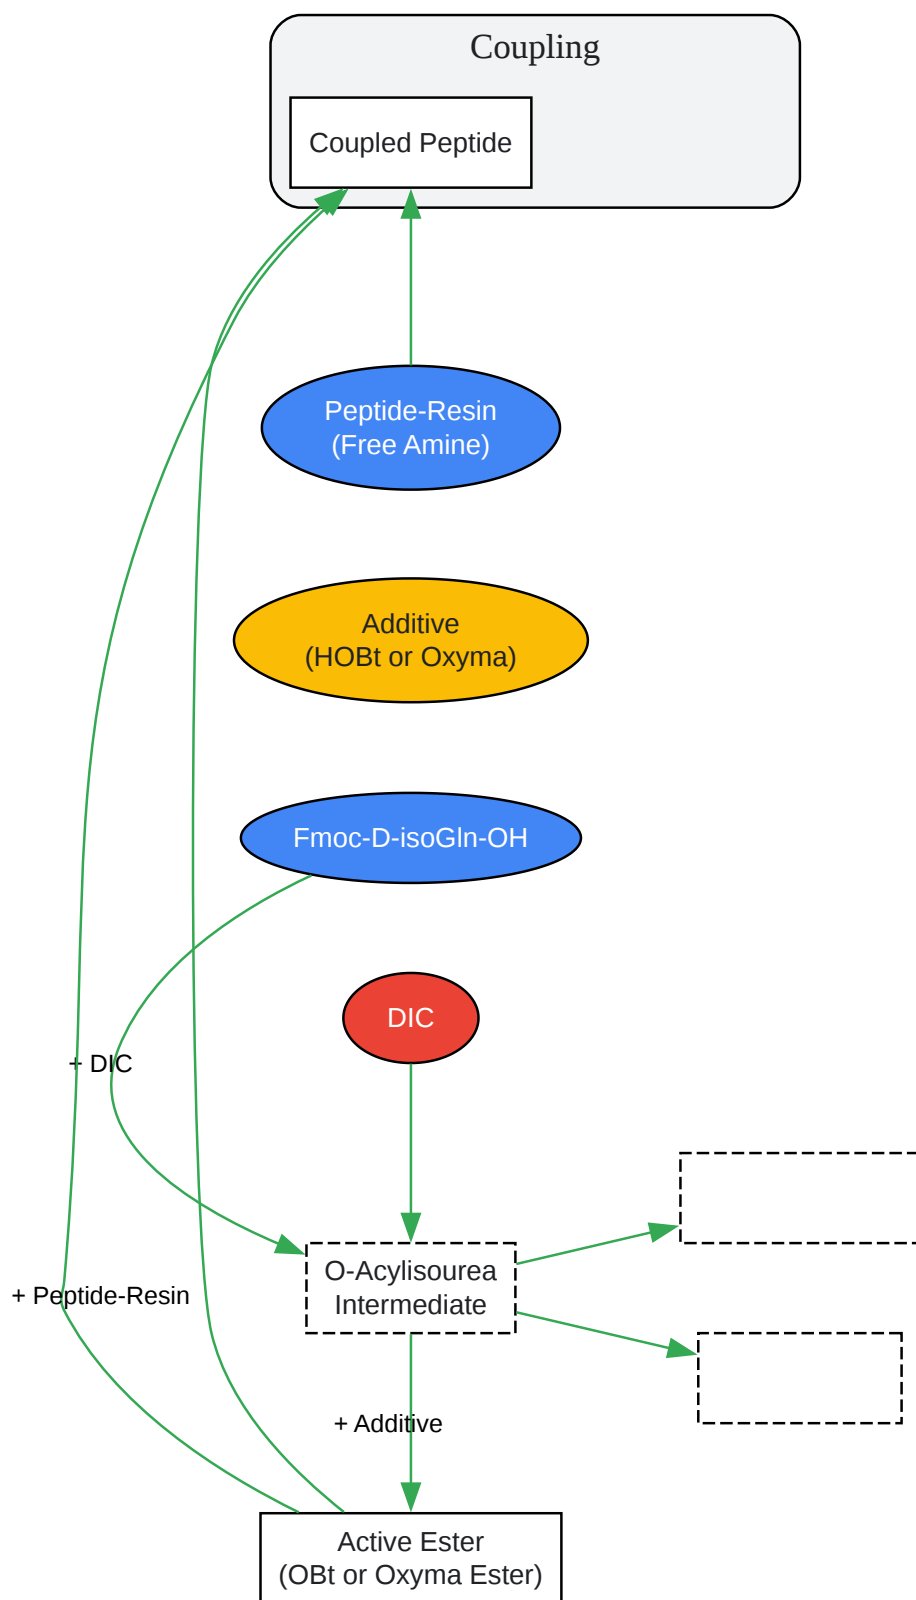 Coupling
Coupled Peptide
Peptide-Resin
(Free Amine)
Additive
(HOBt or Oxyma)
Fmoc-D-isoGln-OH
DIC
+ DIC
O-Acylisourea
Intermediate
+ Peptide-Resin
+ Additive
Active Ester
(OBt or Oxyma Ester)